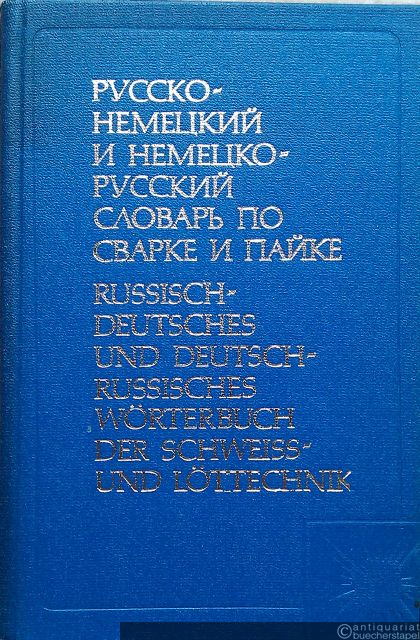 РУССКО-
НЕМЕЦКИЙ
И НЕМЕЦКО-
РУССКИЙ
СЛОВАРЬ ПО
СВАРКЕ И ПАЙКЕ
RUSSISCH-
DEUTSCHES
UND DEUTSCH-
RUSSISCHES
WÖRTERBUCH
DER SCHWEISS-
UND LÖTTECHNIK
© antiquariat
buecherstapel